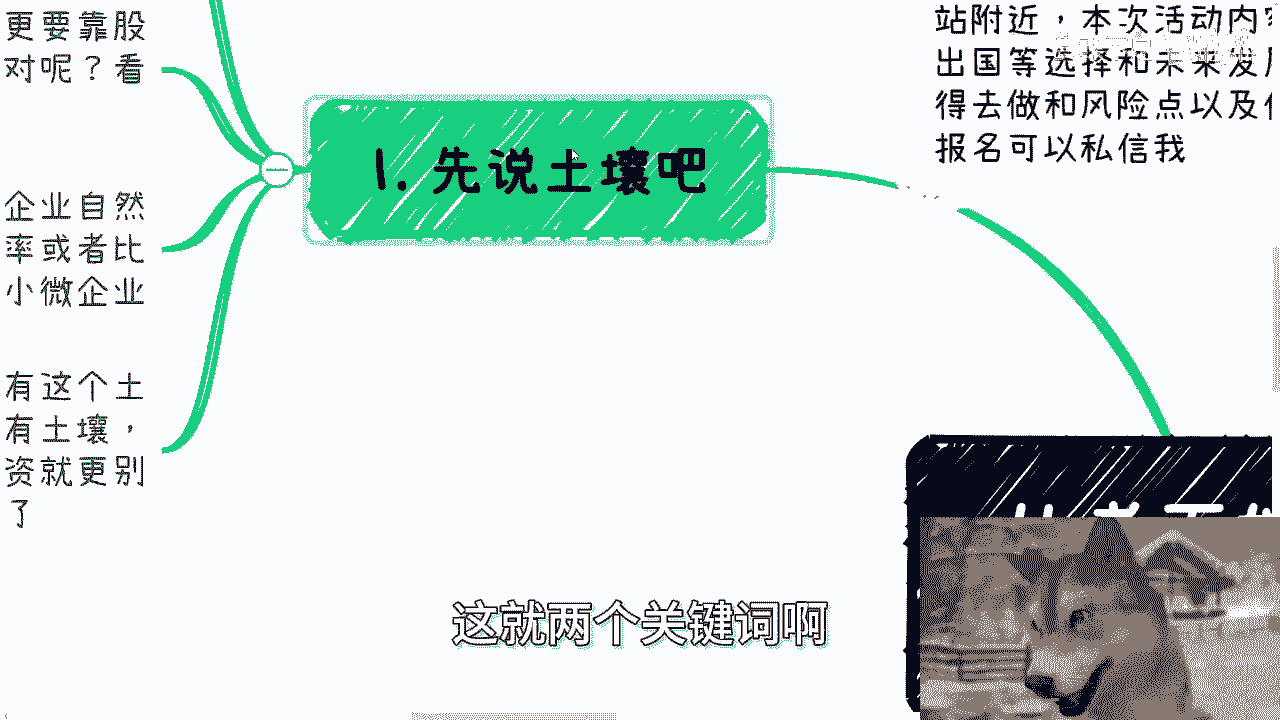 更要靠股
对呢？看
企业自然
率或者比
小微企业
有这个土
有土壤，
资就更别
了
1. 先说土壤吧
站附近，本次活动内容
出国等选择和未来发展
得去做和风险点以及
报名可以私信我
这就两个关键词啊